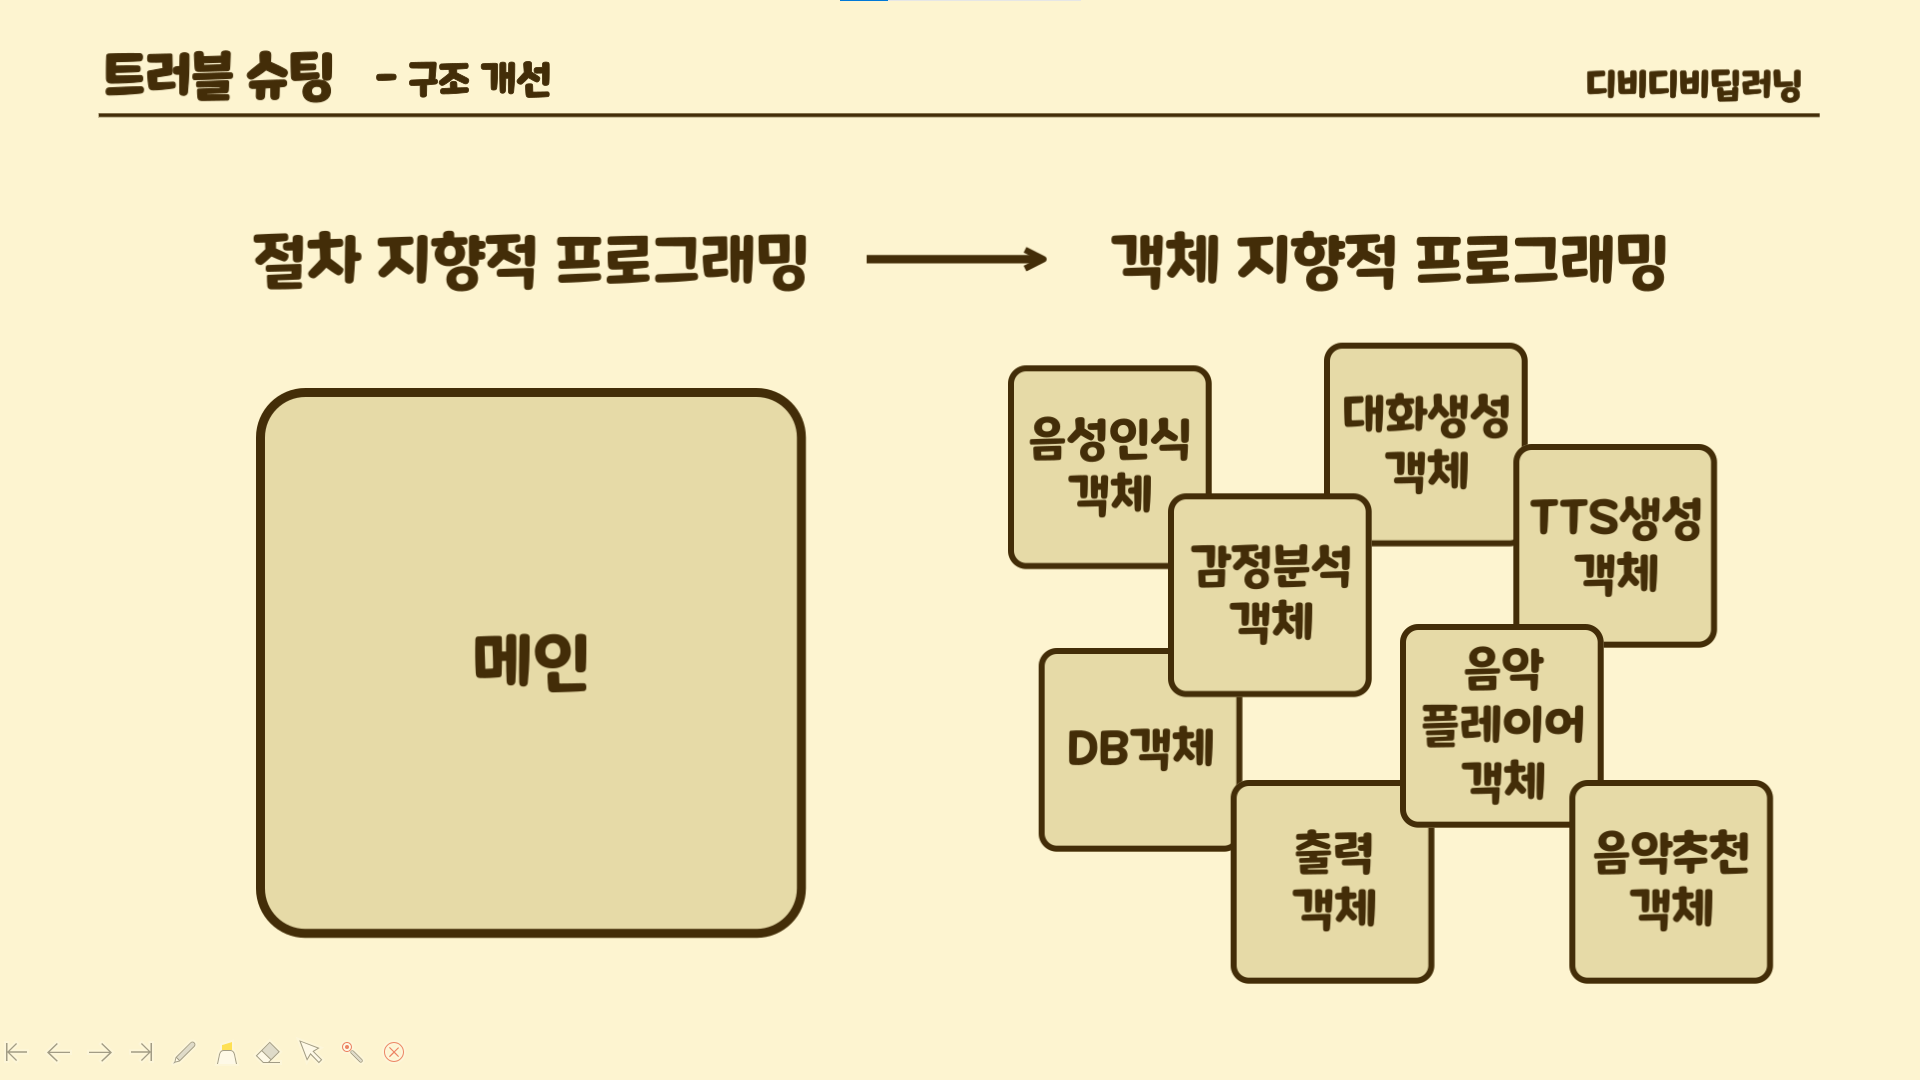 트러블 슈팅 - 구조 개선
디비디비딥러닝
절차 지향적 프로그래밍
객체 지향적 프로그래밍
메인
음성인식
객체
대화생성
객체
TTS생성
객체
감정분석
객체
DB객체
음악
플레이어
객체
출력
객체
음악추천
객체